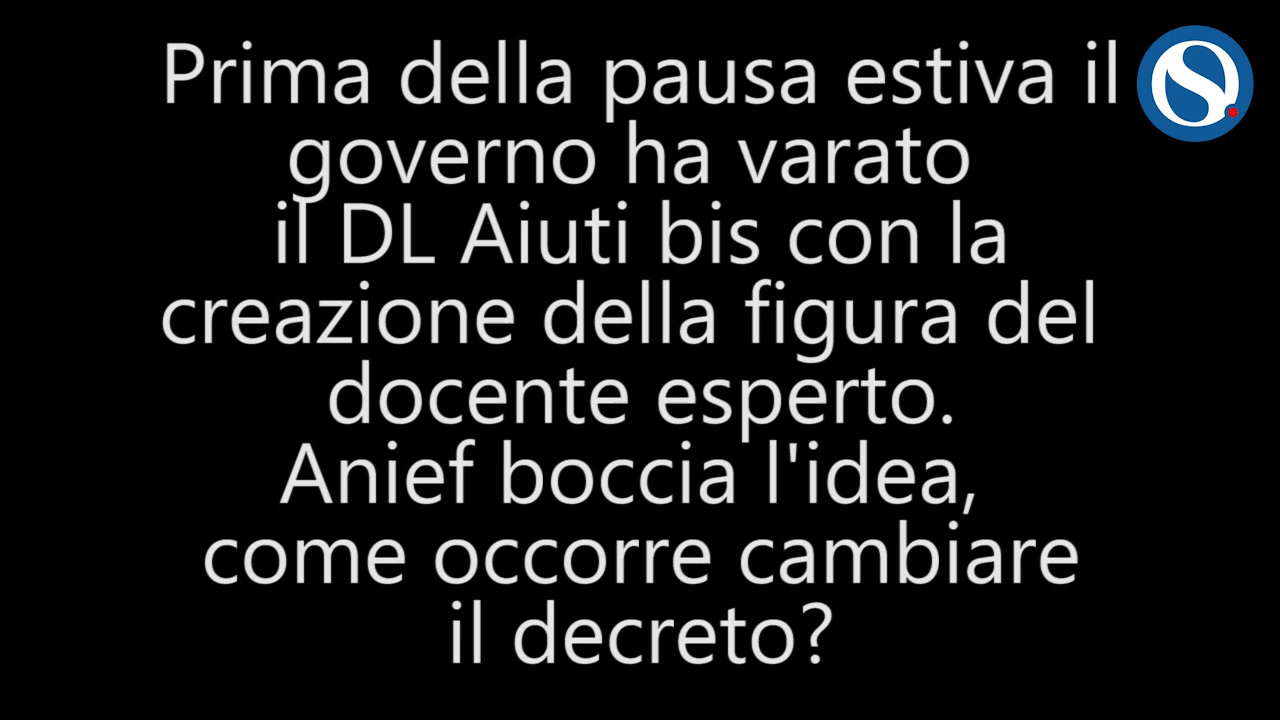 Prima della pausa estiva il
governo ha varato
il DL Aiuti bis con la
creazione della figura del
docente esperto.
Anief boccia l'idea,
come occorre cambiare
il decreto?